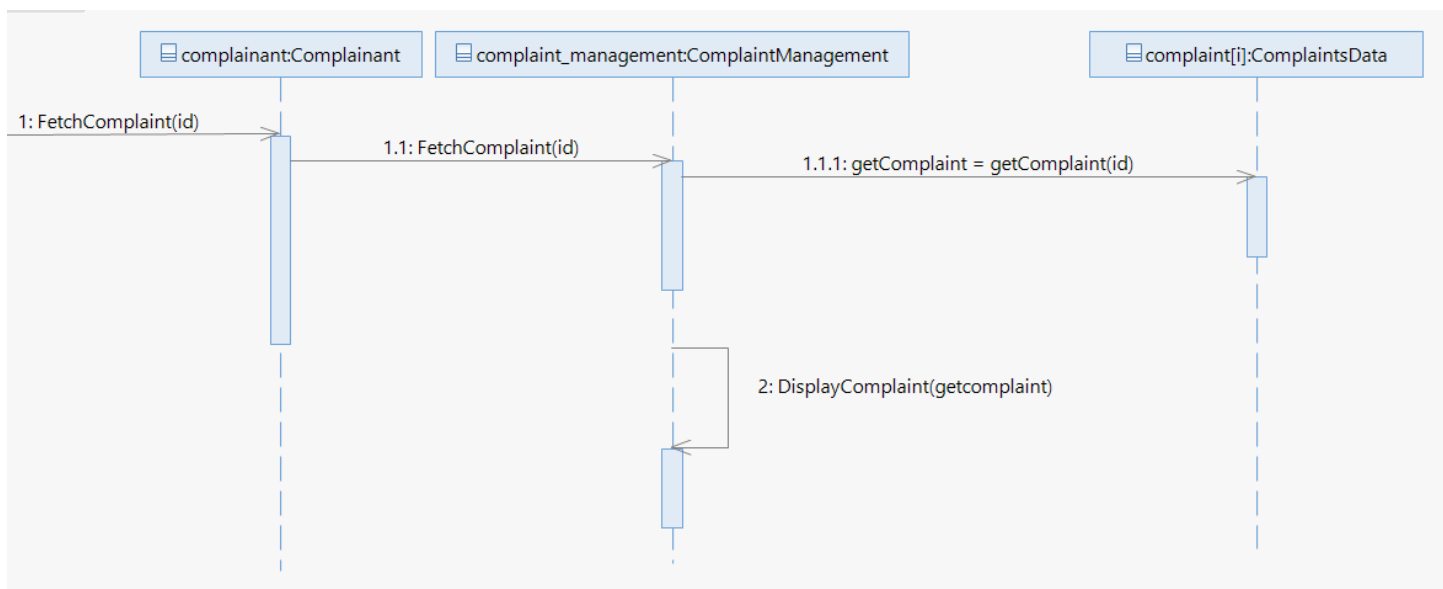 complainant:Complainant
complaint_management:ComplaintManagement
complaint[i]:ComplaintsData
1: FetchComplaint(id)
1.1: FetchComplaint(id)
1.1.1: getComplaint = getComplaint(id)
2: DisplayComplaint(getcomplaint)